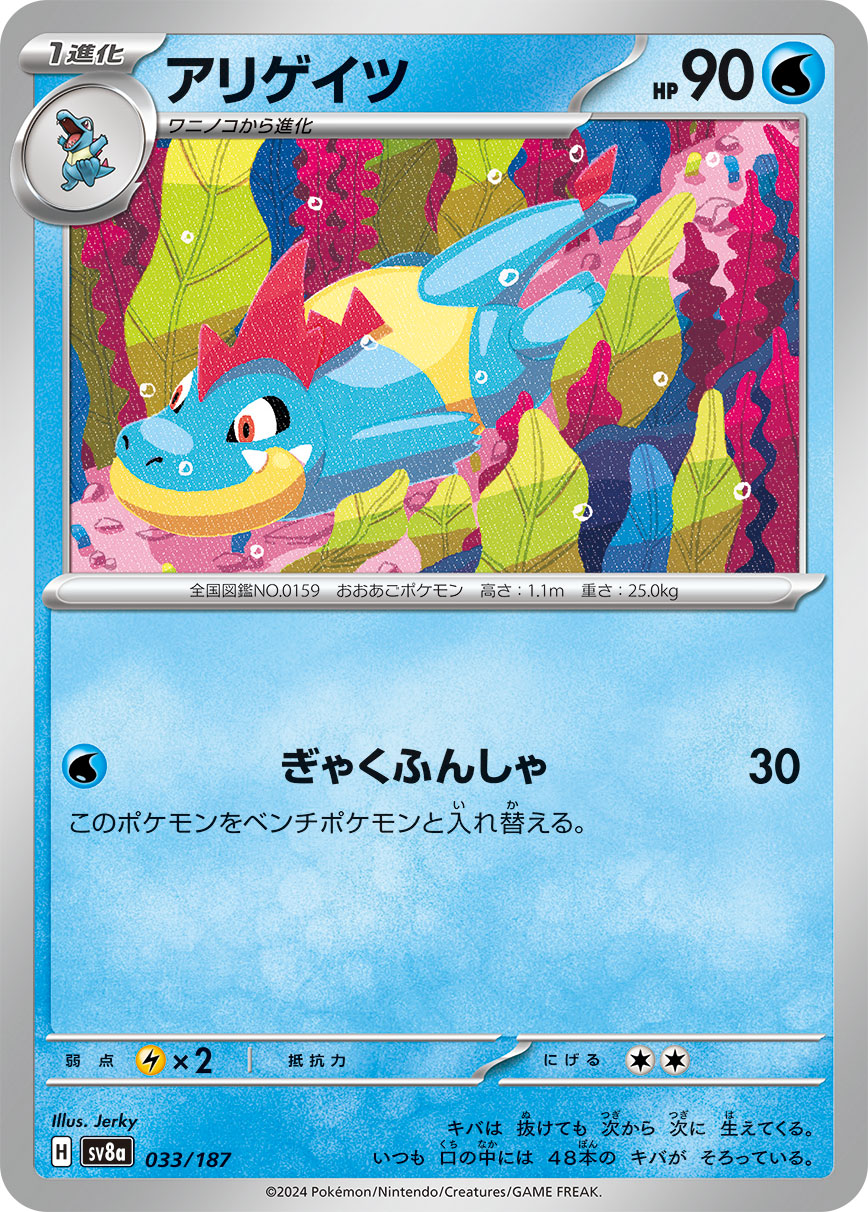 1進化
アリゲイツ
HP 90
ワニノコから進化
全国図鑑NO.0159 おおあごポケモン 高さ:1.1m 重さ:25.0kg
ぎゃくふんしゃ 30
このポケモンをベンチポケモンと入れ替える。
弱点 ×2 抵抗力 にげる
Illus. Jerky
キバは 抜けても 次から 次に 生えてくる。
いつも 口の中には 48本の キバが そろっている。
H sv8a 033/187
©2024 Pokémon/Nintendo/Creatures/GAME FREAK.